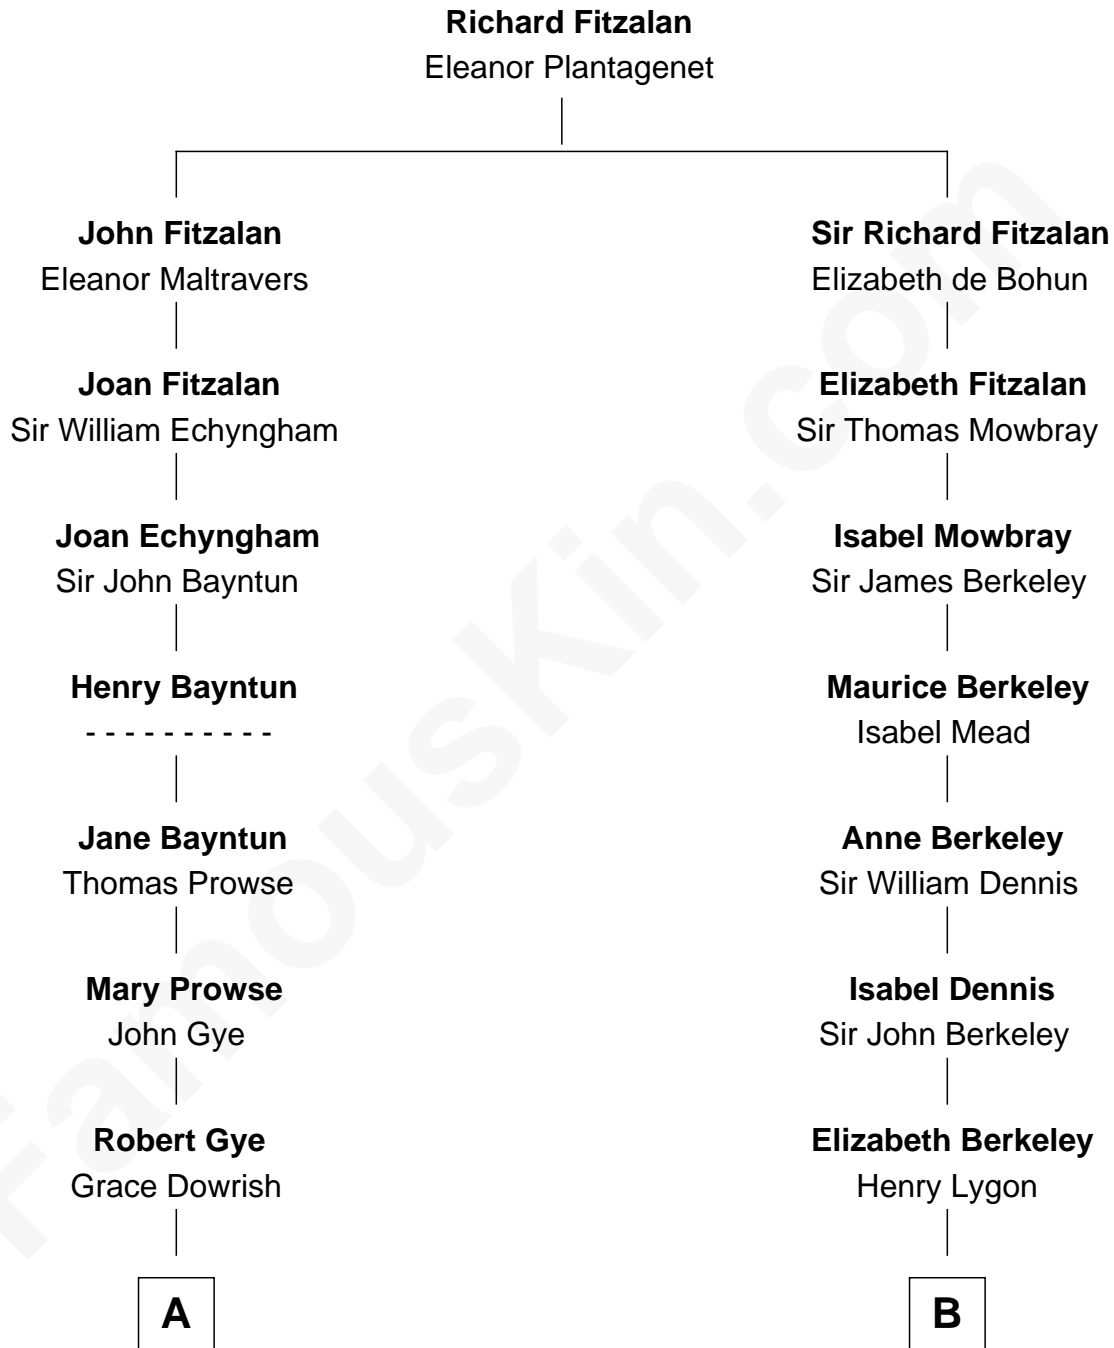 Richard Fitzalan
Eleanor Plantagenet
John Fitzalan
Eleanor Maltravers
Sir Richard Fitzalan
Elizabeth de Bohun
Joan Fitzalan
Sir William Echyngham
Elizabeth Fitzalan
Sir Thomas Mowbray
Joan Echyngham
Sir John Bayntun
Isabel Mowbray
Sir James Berkeley
Henry Bayntun
- - - - - - - - - -
Maurice Berkeley
Isabel Mead
Jane Bayntun
Thomas Prowse
Anne Berkeley
Sir William Dennis
Mary Prowse
John Gye
Isabel Dennis
Sir John Berkeley
Robert Gye
Grace Dowrish
Elizabeth Berkeley
Henry Lygon
A
B
FamousKin.com